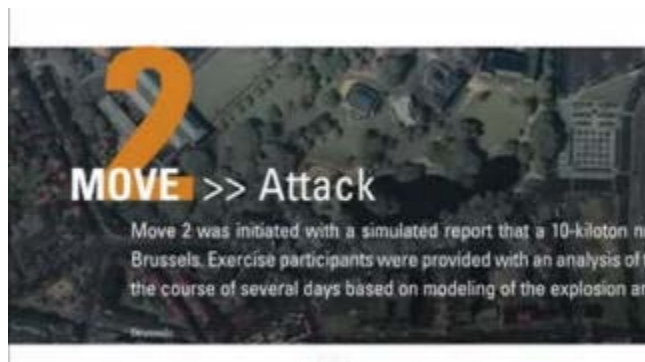 2
MOVE >> Attack
Move 2 was initiated with a simulated report that a 10-kiloton
Brussels. Exercise participants were provided with an analysis of
the course of several days based on modeling of the explosion